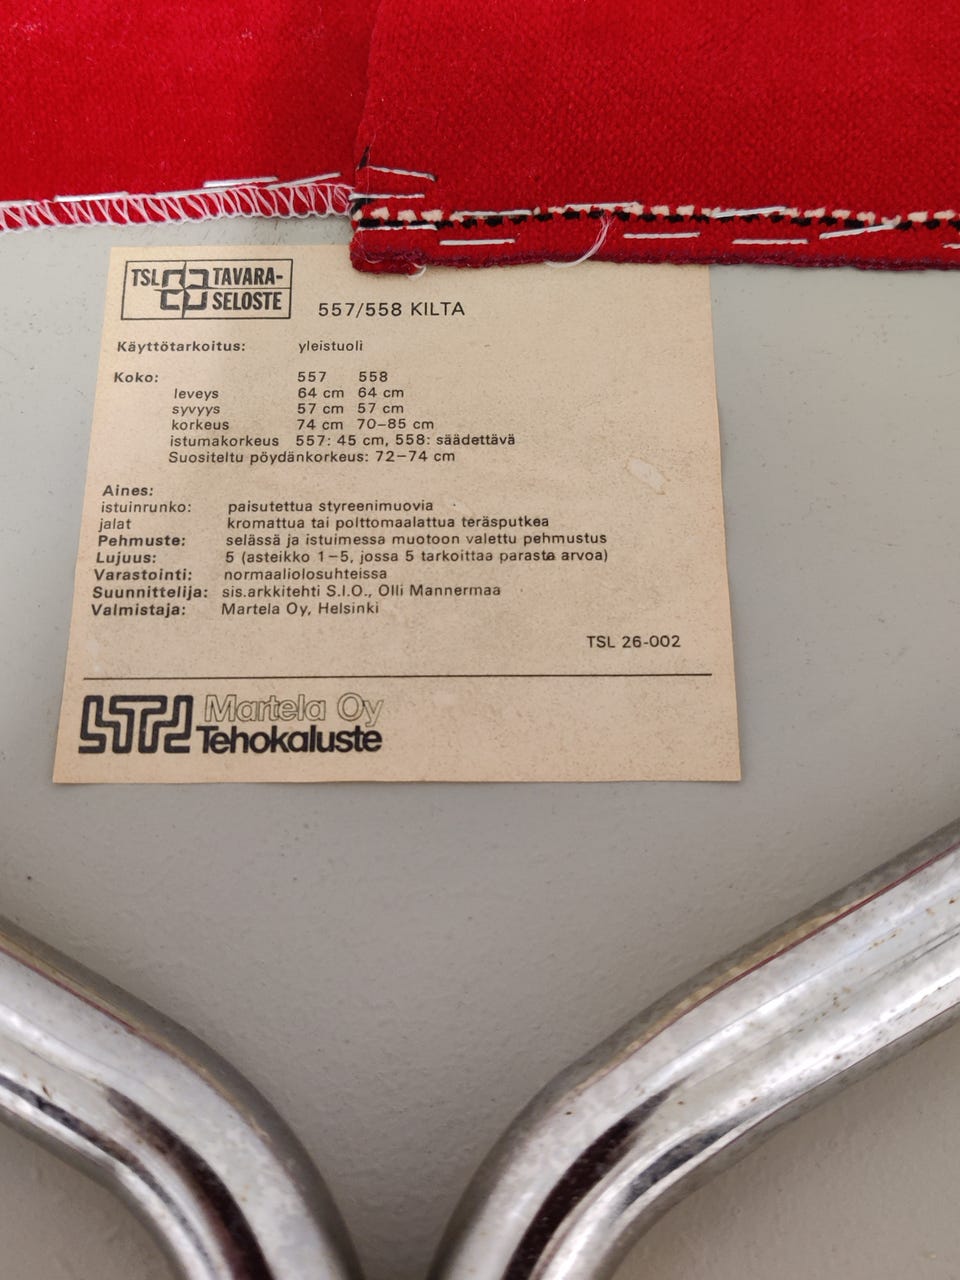 TSL TAVARA-
SELOSTE
557/558 KILTA
Käyttötarkoitus: yleistuoli
Koko: 557 558
leveys 64 cm 64 cm
syvyys 57 cm 57 cm
korkeus 74 cm 70–85 cm
istumakorkeus 557: 45 cm, 558: säädettävä
Suositeltu pöydänkorkeus: 72–74 cm
Aines:
istuinrunko: paisutettua styreenimuovia
jalat kromattua tai polttomaalattua teräsputkea
Pehmuste: selässä ja istuimessa muotoon valettu pehmustus
Lujuus: 5 (asteikko 1–5, jossa 5 tarkoittaa parasta arvoa)
Varastointi: normaaliolosuhteissa
Suunnittelija: sis.arkkitehti S.I.O., Olli Mannermaa
Valmistaja: Martela Oy, Helsinki
TSL 26-002
Martela Oy
Tehokaluste